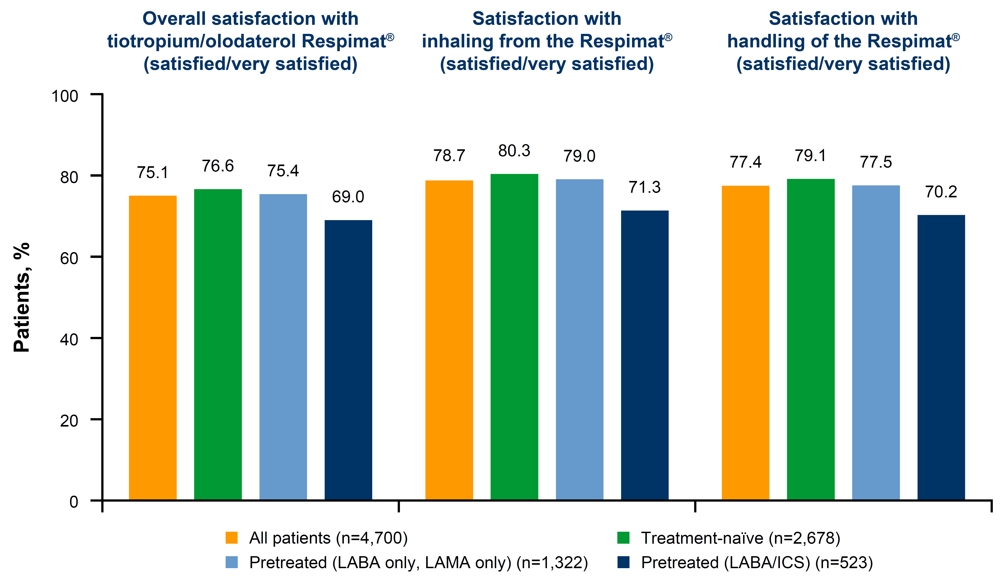 Overall satisfaction with
tiotropium/olodaterol Respimat®
(satisfied/very satisfied)
Satisfaction with
inhaling from the Respimat®
(satisfied/very satisfied)
Satisfaction with
handling of the Respimat®
(satisfied/very satisfied)
Patients, %
100
80
60
40
20
0
75.1
76.6
75.4
69.0
78.7
80.3
79.0
71.3
77.4
79.1
77.5
70.2
All patients (n=4,700)
Treatment-naïve (n=2,678)
Pretreated (LABA only, LAMA only) (n=1,322)
Pretreated (LABA/ICS) (n=523)